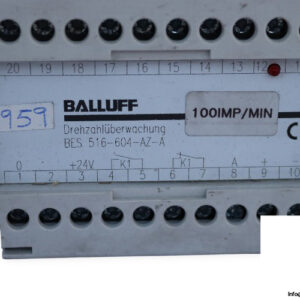 20 19 18 17 16 15 14 13 12
959
BALLUFF
100IMP/MIN
Drehzahlüberwachung
BES 516-604-AZ-A
0 +24V K1 K1 A + -
1 2 3 4 5 6 7 8 9 10